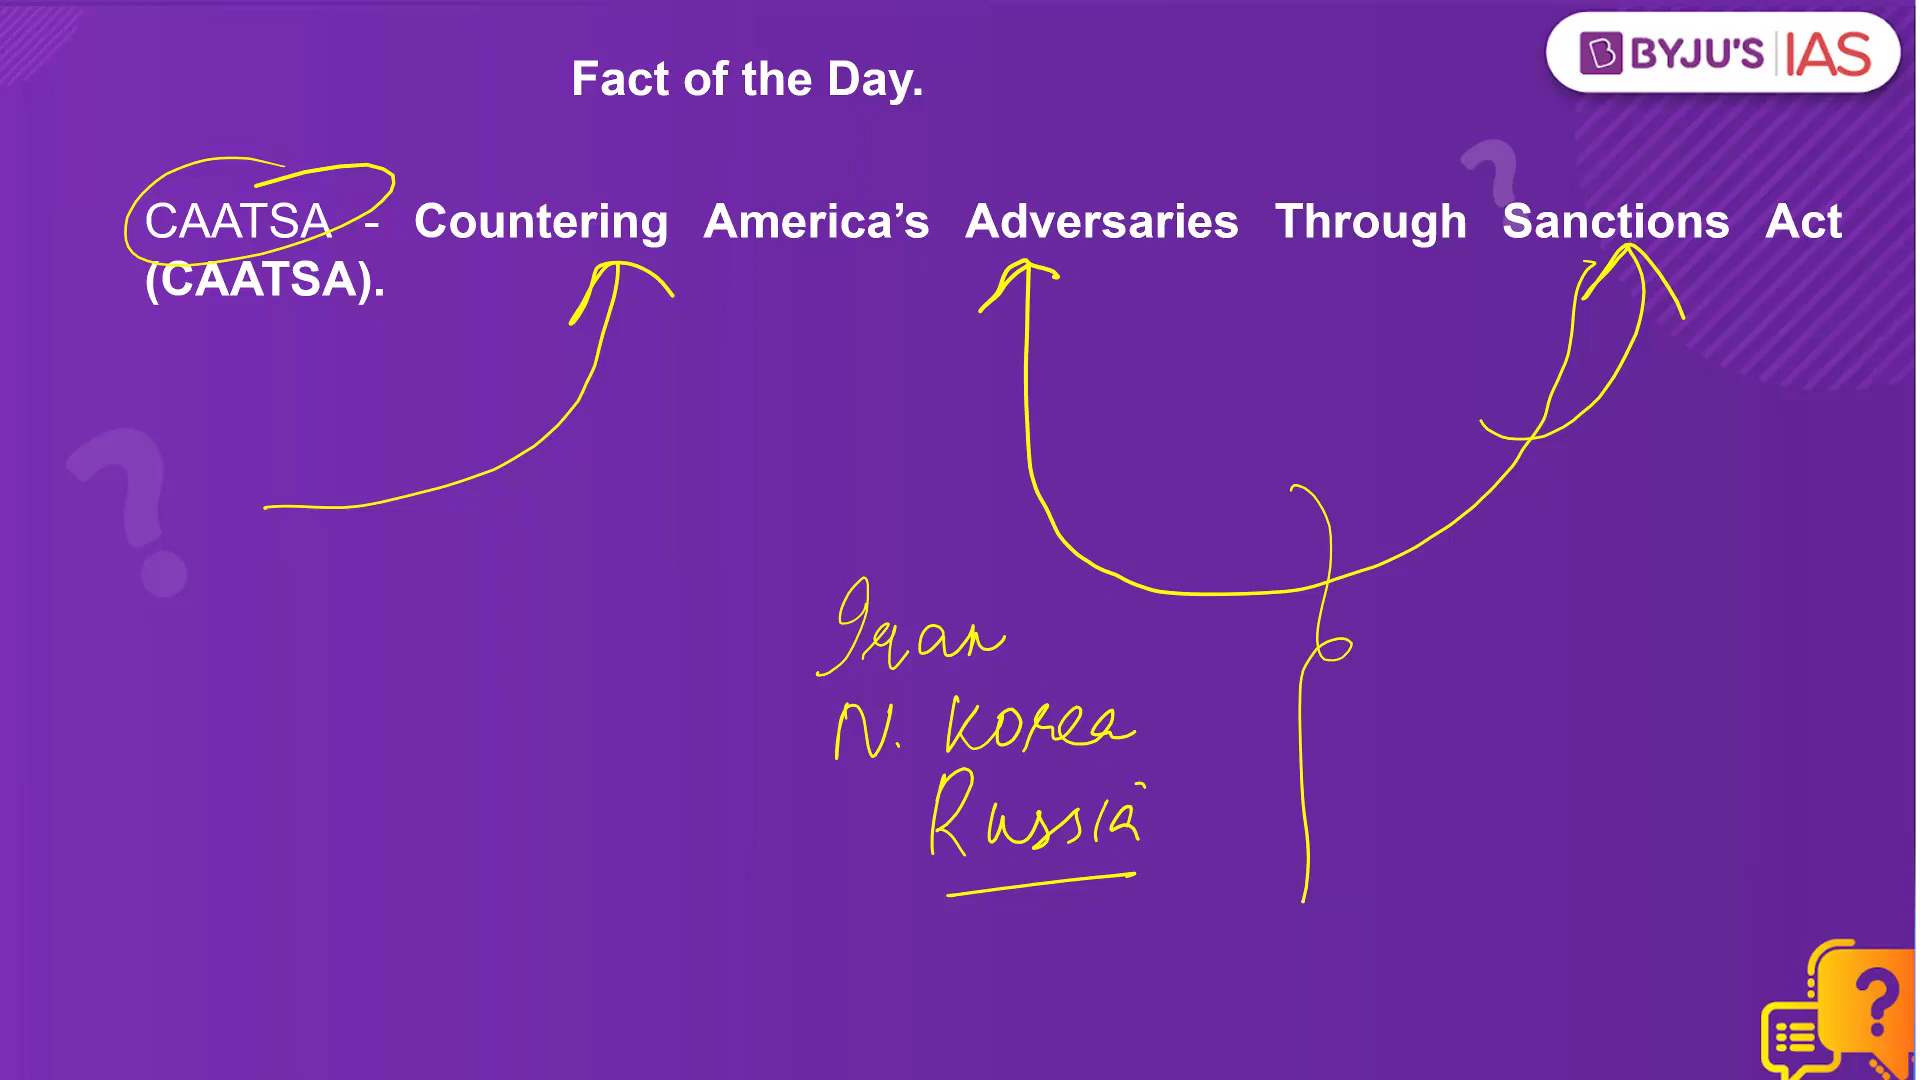 BYJU'S IAS
Fact of the Day.
CAATSA - Countering America’s Adversaries Through Sanctions Act
(CAATSA).
Iran
N. Korea
Russia